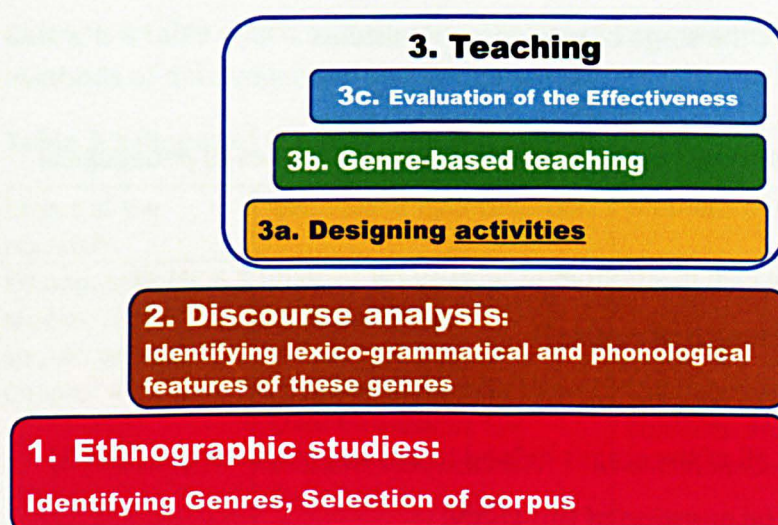 3. Teaching
3c. Evaluation of the Effectiveness
3b. Genre-based teaching
3a. Designing activities
2. Discourse analysis:
Identifying lexico-grammatical and phonological
features of these genres
1. Ethnographic studies:
Identifying Genres, Selection of corpus